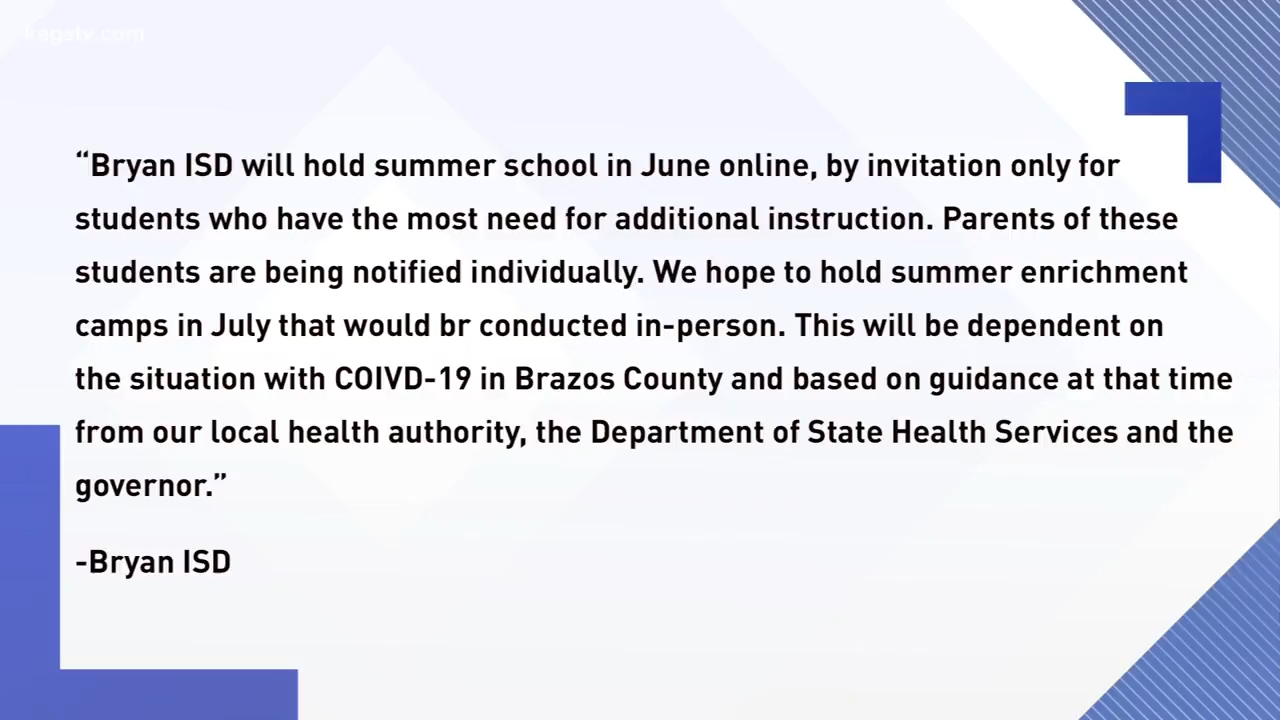 kagstv.com
“Bryan ISD will hold summer school in June online, by invitation only for
students who have the most need for additional instruction. Parents of these
students are being notified individually. We hope to hold summer enrichment
camps in July that would br conducted in-person. This will be dependent on
the situation with COIVD-19 in Brazos County and based on guidance at that time
from our local health authority, the Department of State Health Services and the
governor.”
-Bryan ISD